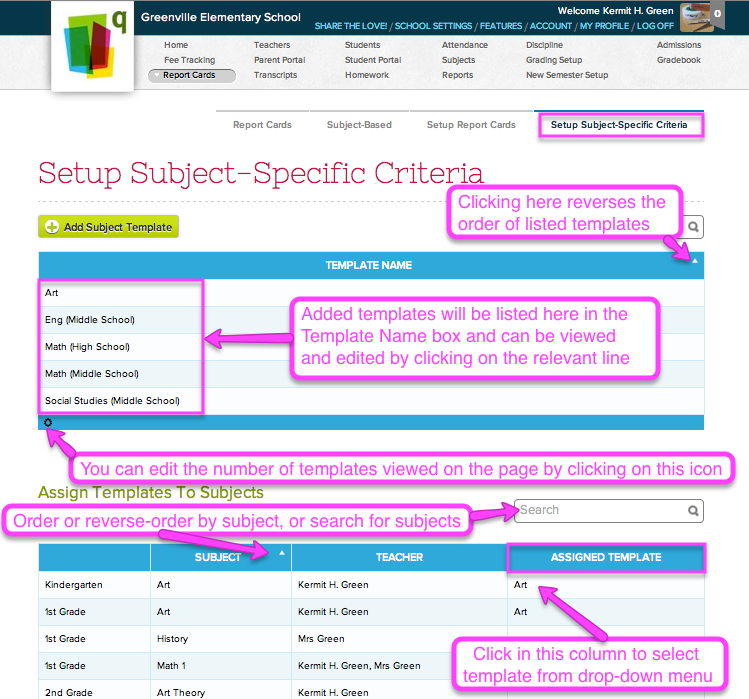 q
Greenville Elementary School
Welcome Kermit H. Green
0
SHARE THE LOVE! / SCHOOL SETTINGS / FEATURES / ACCOUNT / MY PROFILE / LOG OFF
Home Teachers Students Attendance Discipline Admissions
Fee Tracking Parent Portal Student Portal Subjects Grading Setup Gradebook
Report Cards Transcripts Homework Reports New Semester Setup
Report Cards Subject-Based Setup Report Cards Setup Subject-Specific Criteria
Setup Subject-Specific Criteria
Clicking here reverses the
order of listed templates
Add Subject Template
TEMPLATE NAME
Art
Eng (Middle School)
Math (High School)
Math (Middle School)
Social Studies (Middle School)
Added templates will be listed here in the
Template Name box and can be viewed
and edited by clicking on the relevant line
You can edit the number of templates viewed on the page by clicking on this icon
Assign Templates To Subjects
Search
Order or reverse-order by subject, or search for subjects
SUBJECT TEACHER ASSIGNED TEMPLATE
Kindergarten Art Kermit H. Green Art
1st Grade Art Kermit H. Green Art
1st Grade History Mrs Green
1st Grade Math 1 Kermit H. Green, Mrs Green
2nd Grade Art Theory Kermit H. Green
Click in this column to select
template from drop-down menu